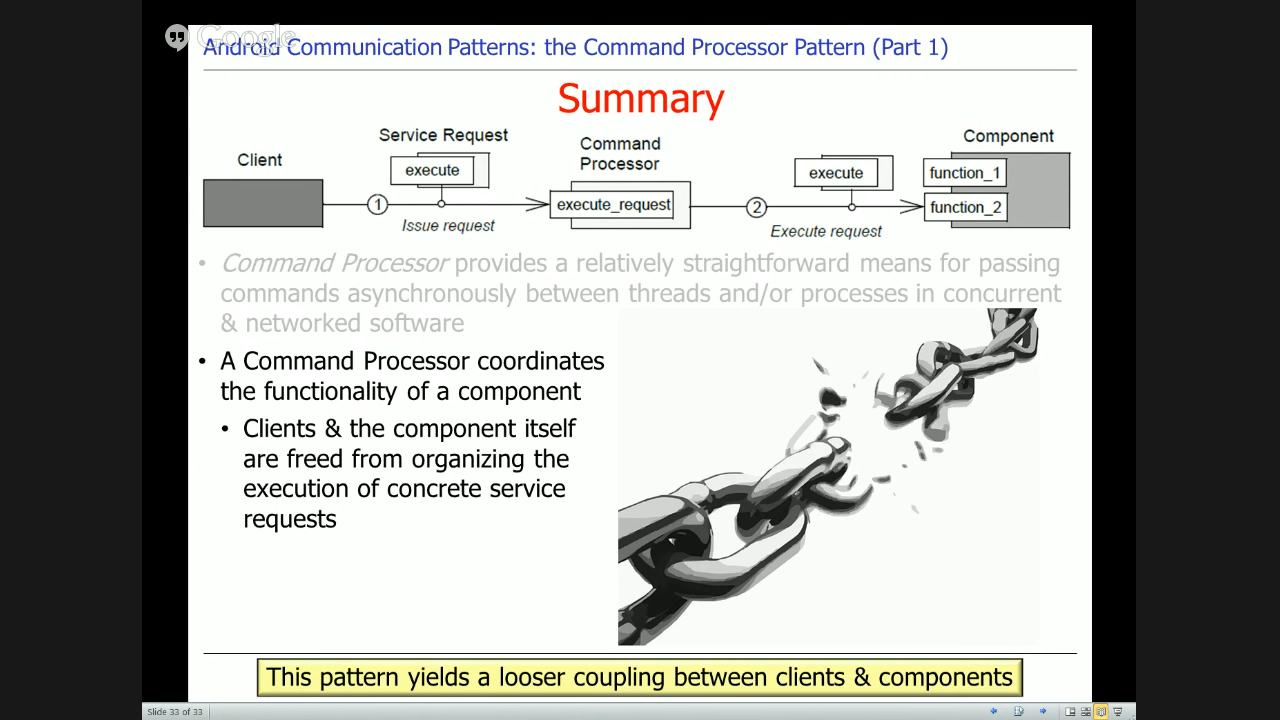 Google
Android Communication Patterns: the Command Processor Pattern (Part 1)
Summary
Client
Service Request
execute
1
Issue request
Command
Processor
execute_request
execute
2
Execute request
Component
function_1
function_2
• Command Processor provides a relatively straightforward means for passing
commands asynchronously between threads and/or processes in concurrent
& networked software
• A Command Processor coordinates
the functionality of a component
• Clients & the component itself
are freed from organizing the
execution of concrete service
requests
This pattern yields a looser coupling between clients & components
Slide 33 of 33